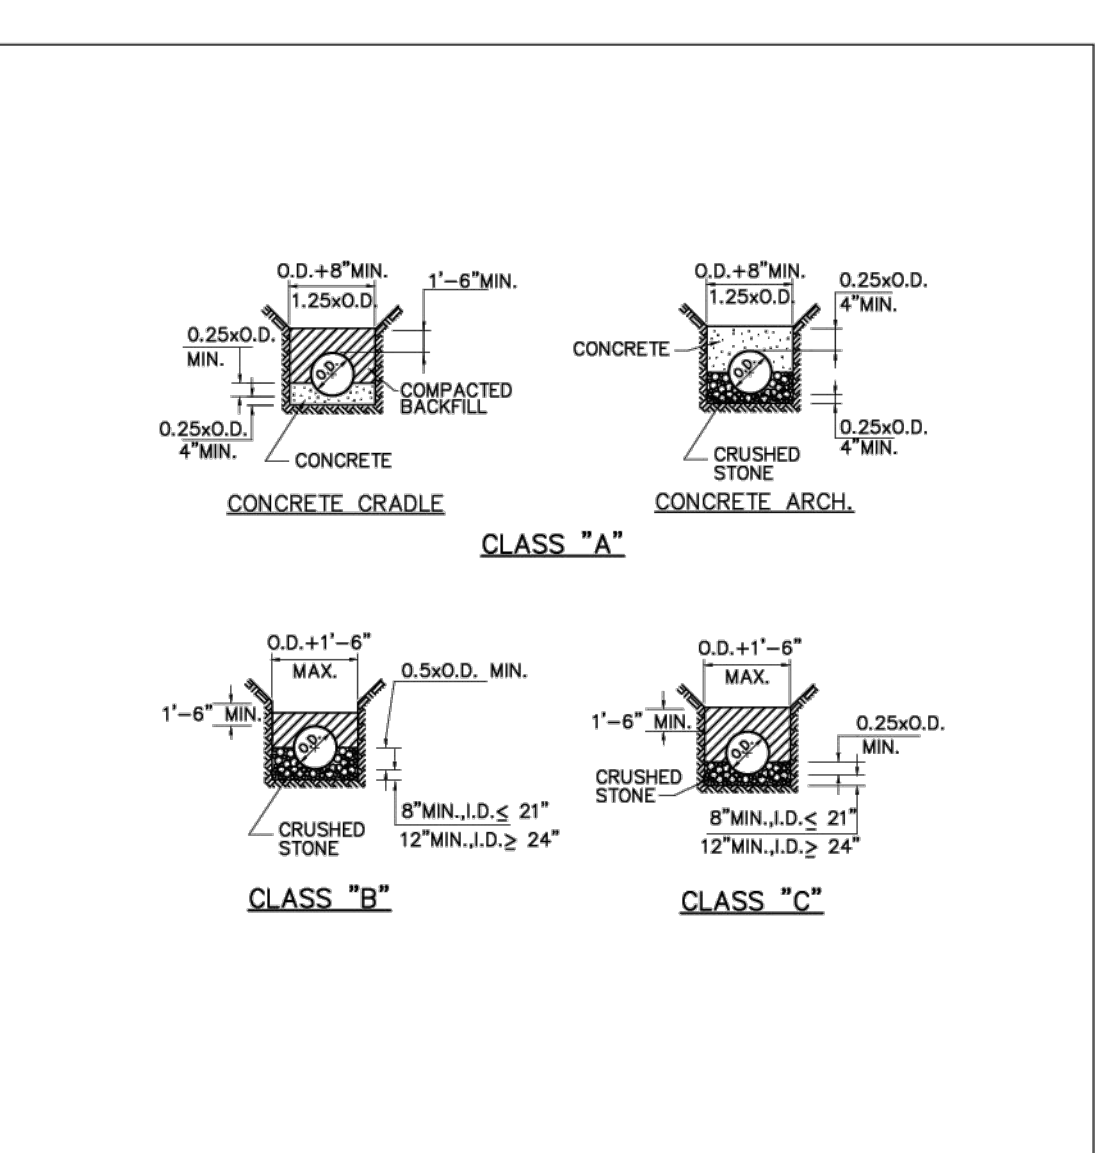 O.D.+8"MIN.
1.25xO.D.
1'-6"MIN.
0.25xO.D.
MIN.
O.D.
COMPACTED
BACKFILL
0.25xO.D.
4"MIN.
CONCRETE
CONCRETE CRADLE
O.D.+8"MIN.
1.25xO.D.
0.25xO.D.
4"MIN.
CONCRETE
O.D.
0.25xO.D.
4"MIN.
CRUSHED
STONE
CONCRETE ARCH.
CLASS "A"
O.D.+1'-6"
MAX.
0.5xO.D. MIN.
1'-6" MIN.
O.D.
8"MIN.,I.D.≤ 21"
12"MIN.,I.D.≥ 24"
CRUSHED
STONE
CLASS "B"
O.D.+1'-6"
MAX.
1'-6" MIN.
0.25xO.D.
MIN.
O.D.
CRUSHED
STONE
8"MIN.,I.D.≤ 21"
12"MIN.,I.D.≥ 24"
CLASS "C"